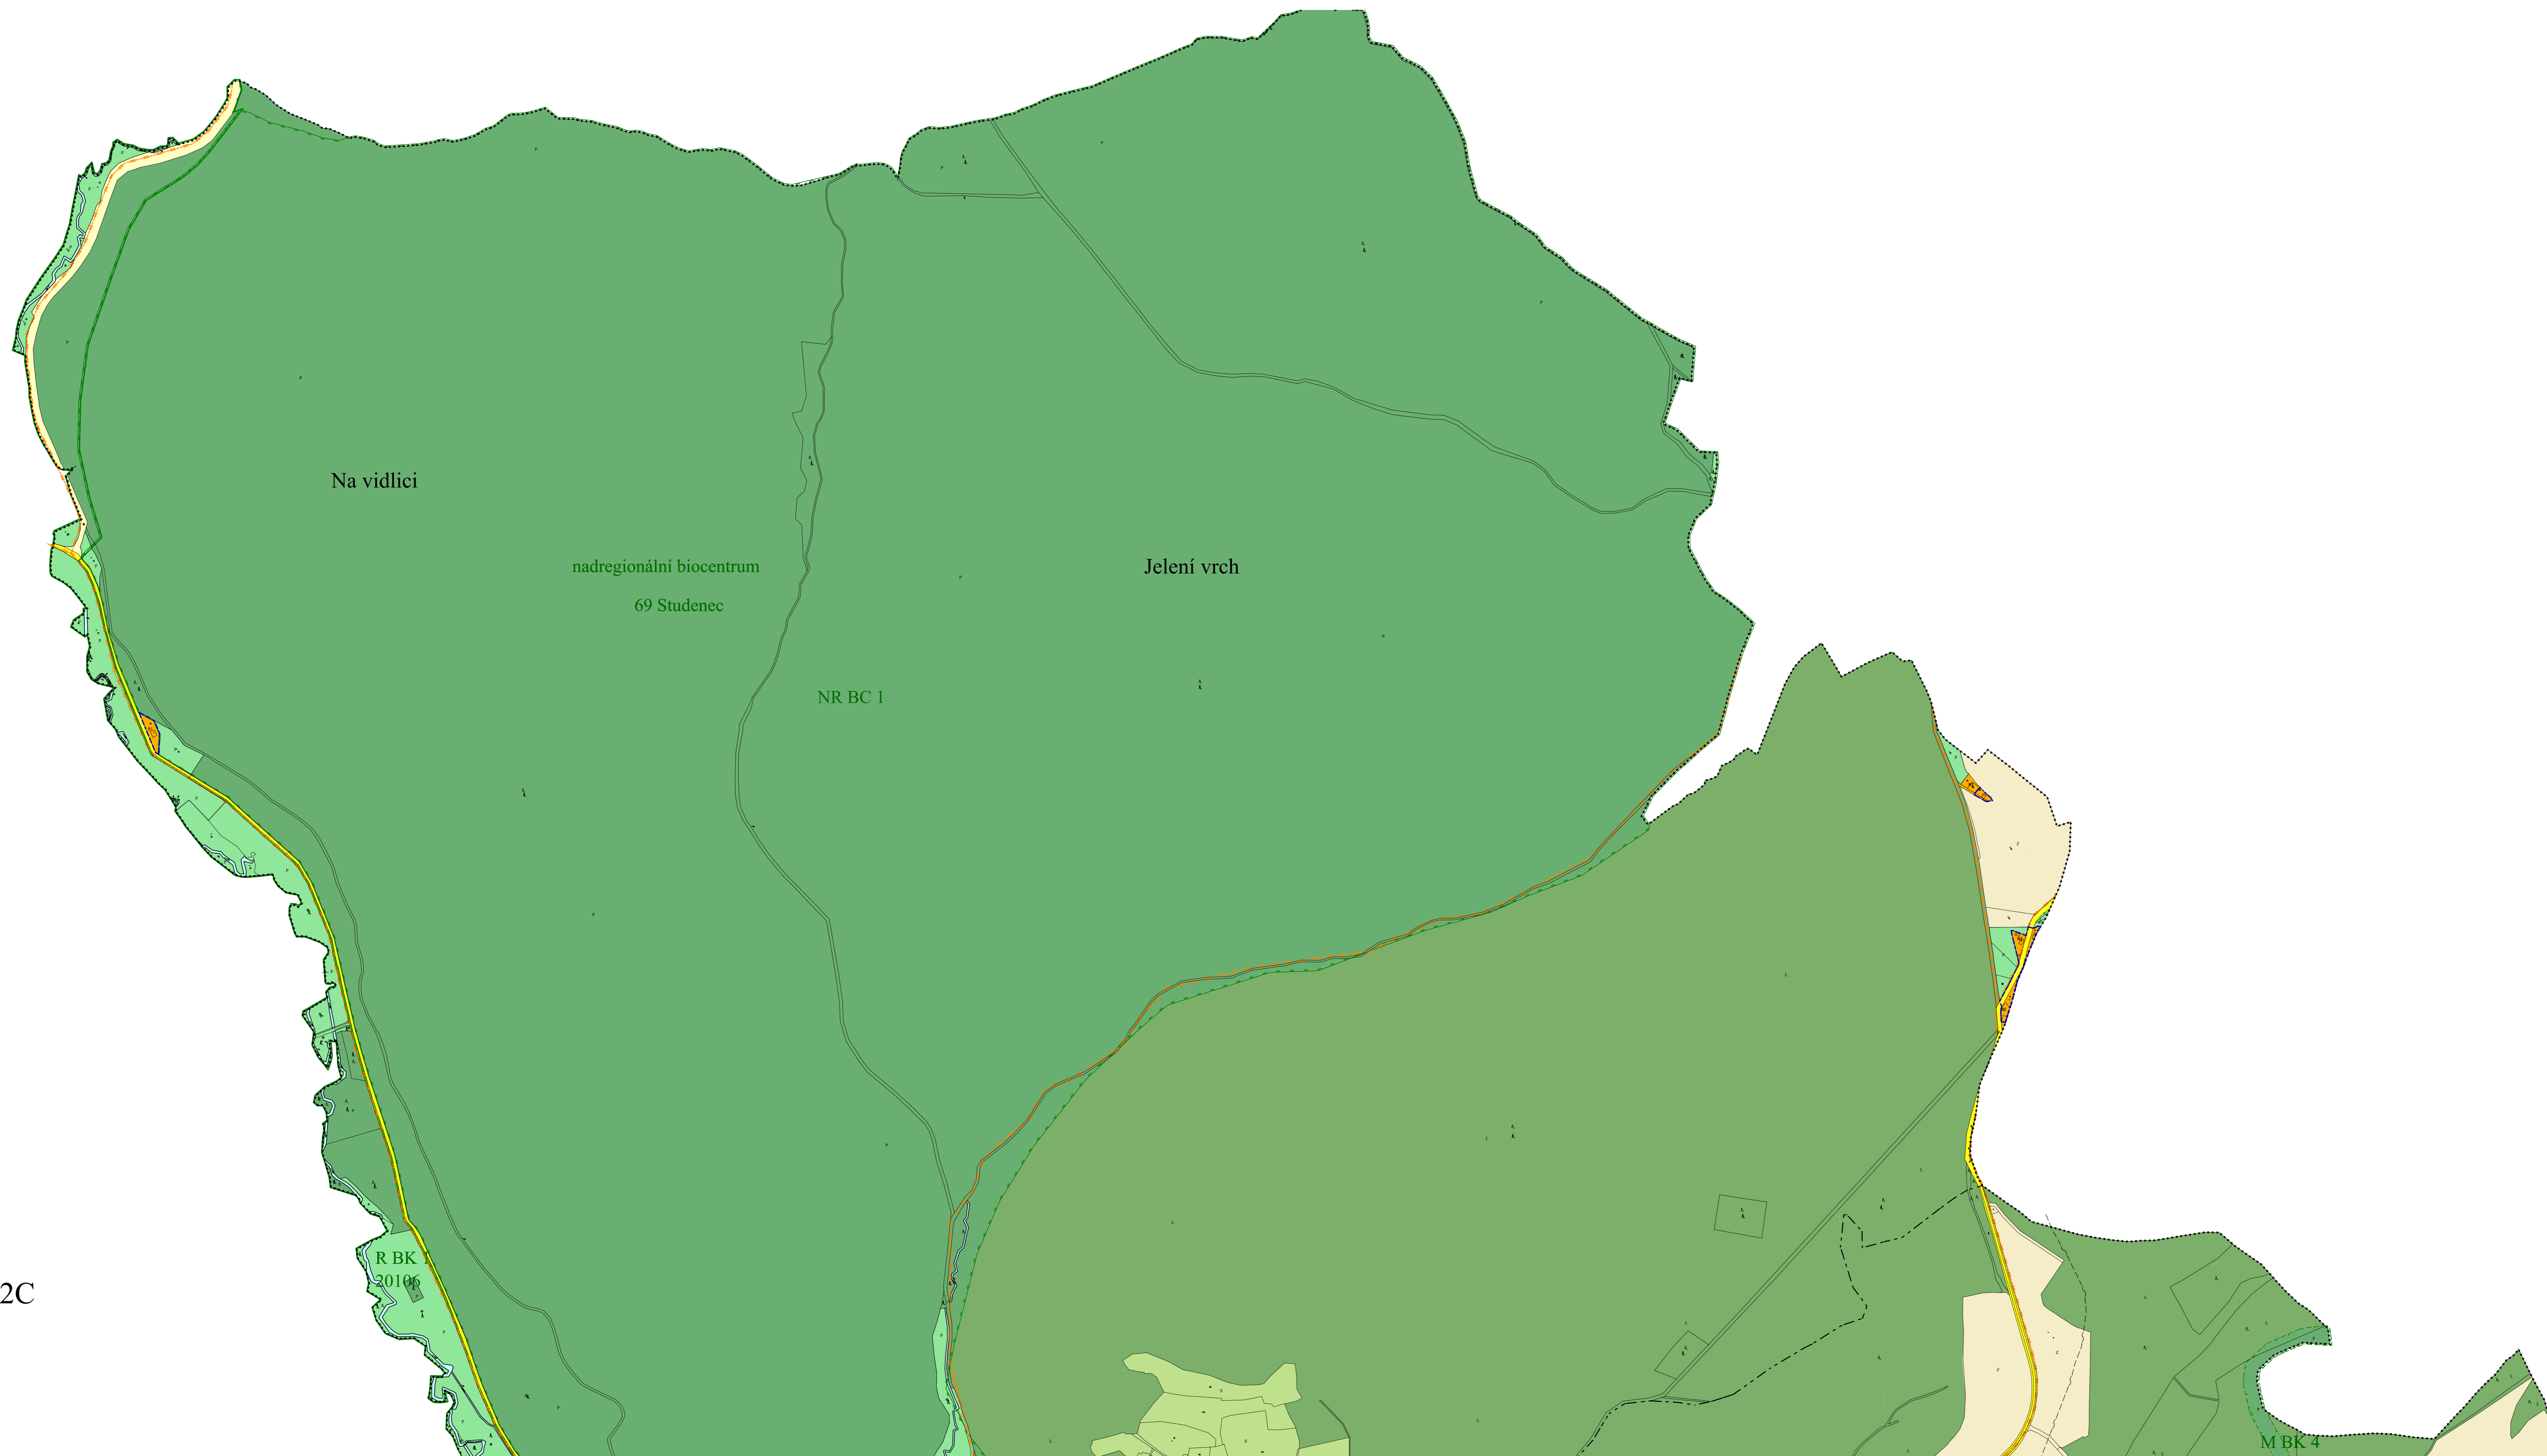 Na vidlici
nadregionální biocentrum
69 Studenec
Jelení vrch
NR BC 1
R BK 1
20106
2C
M BK 4